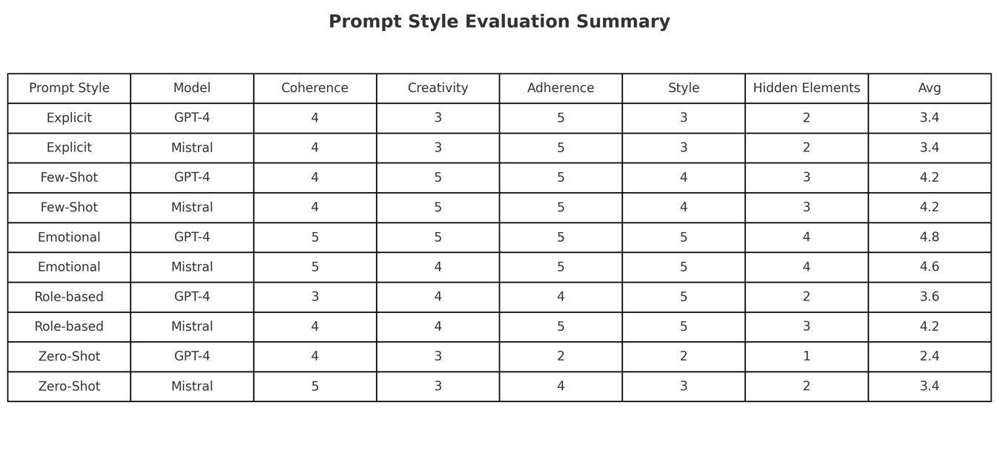 Prompt Style Evaluation Summary
Prompt Style Model Coherence Creativity Adherence Style Hidden Elements Avg
Explicit GPT-4 4 3 5 3 2 3.4
Explicit Mistral 4 3 5 3 2 3.4
Few-Shot GPT-4 4 5 5 4 3 4.2
Few-Shot Mistral 4 5 5 4 3 4.2
Emotional GPT-4 5 5 5 5 4 4.8
Emotional Mistral 5 4 5 5 4 4.6
Role-based GPT-4 3 4 4 5 2 3.6
Role-based Mistral 4 4 5 5 3 4.2
Zero-Shot GPT-4 4 3 2 2 1 2.4
Zero-Shot Mistral 5 3 4 3 2 3.4